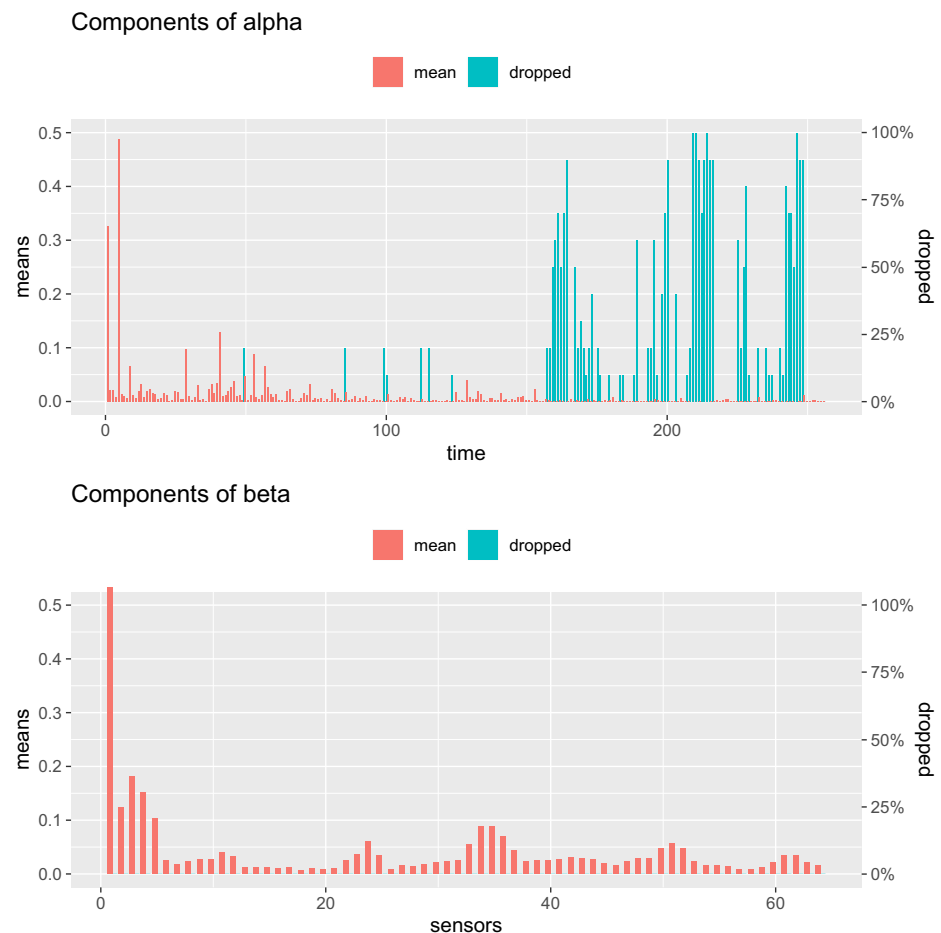 Components of alpha
mean dropped
means
0.5
0.4
0.3
0.2
0.1
0.0
100%
75%
50%
25%
0%
dropped
0 100 200
time
Components of beta
mean dropped
means
0.5
0.4
0.3
0.2
0.1
0.0
100%
75%
50%
25%
0%
dropped
0 20 40 60
sensors